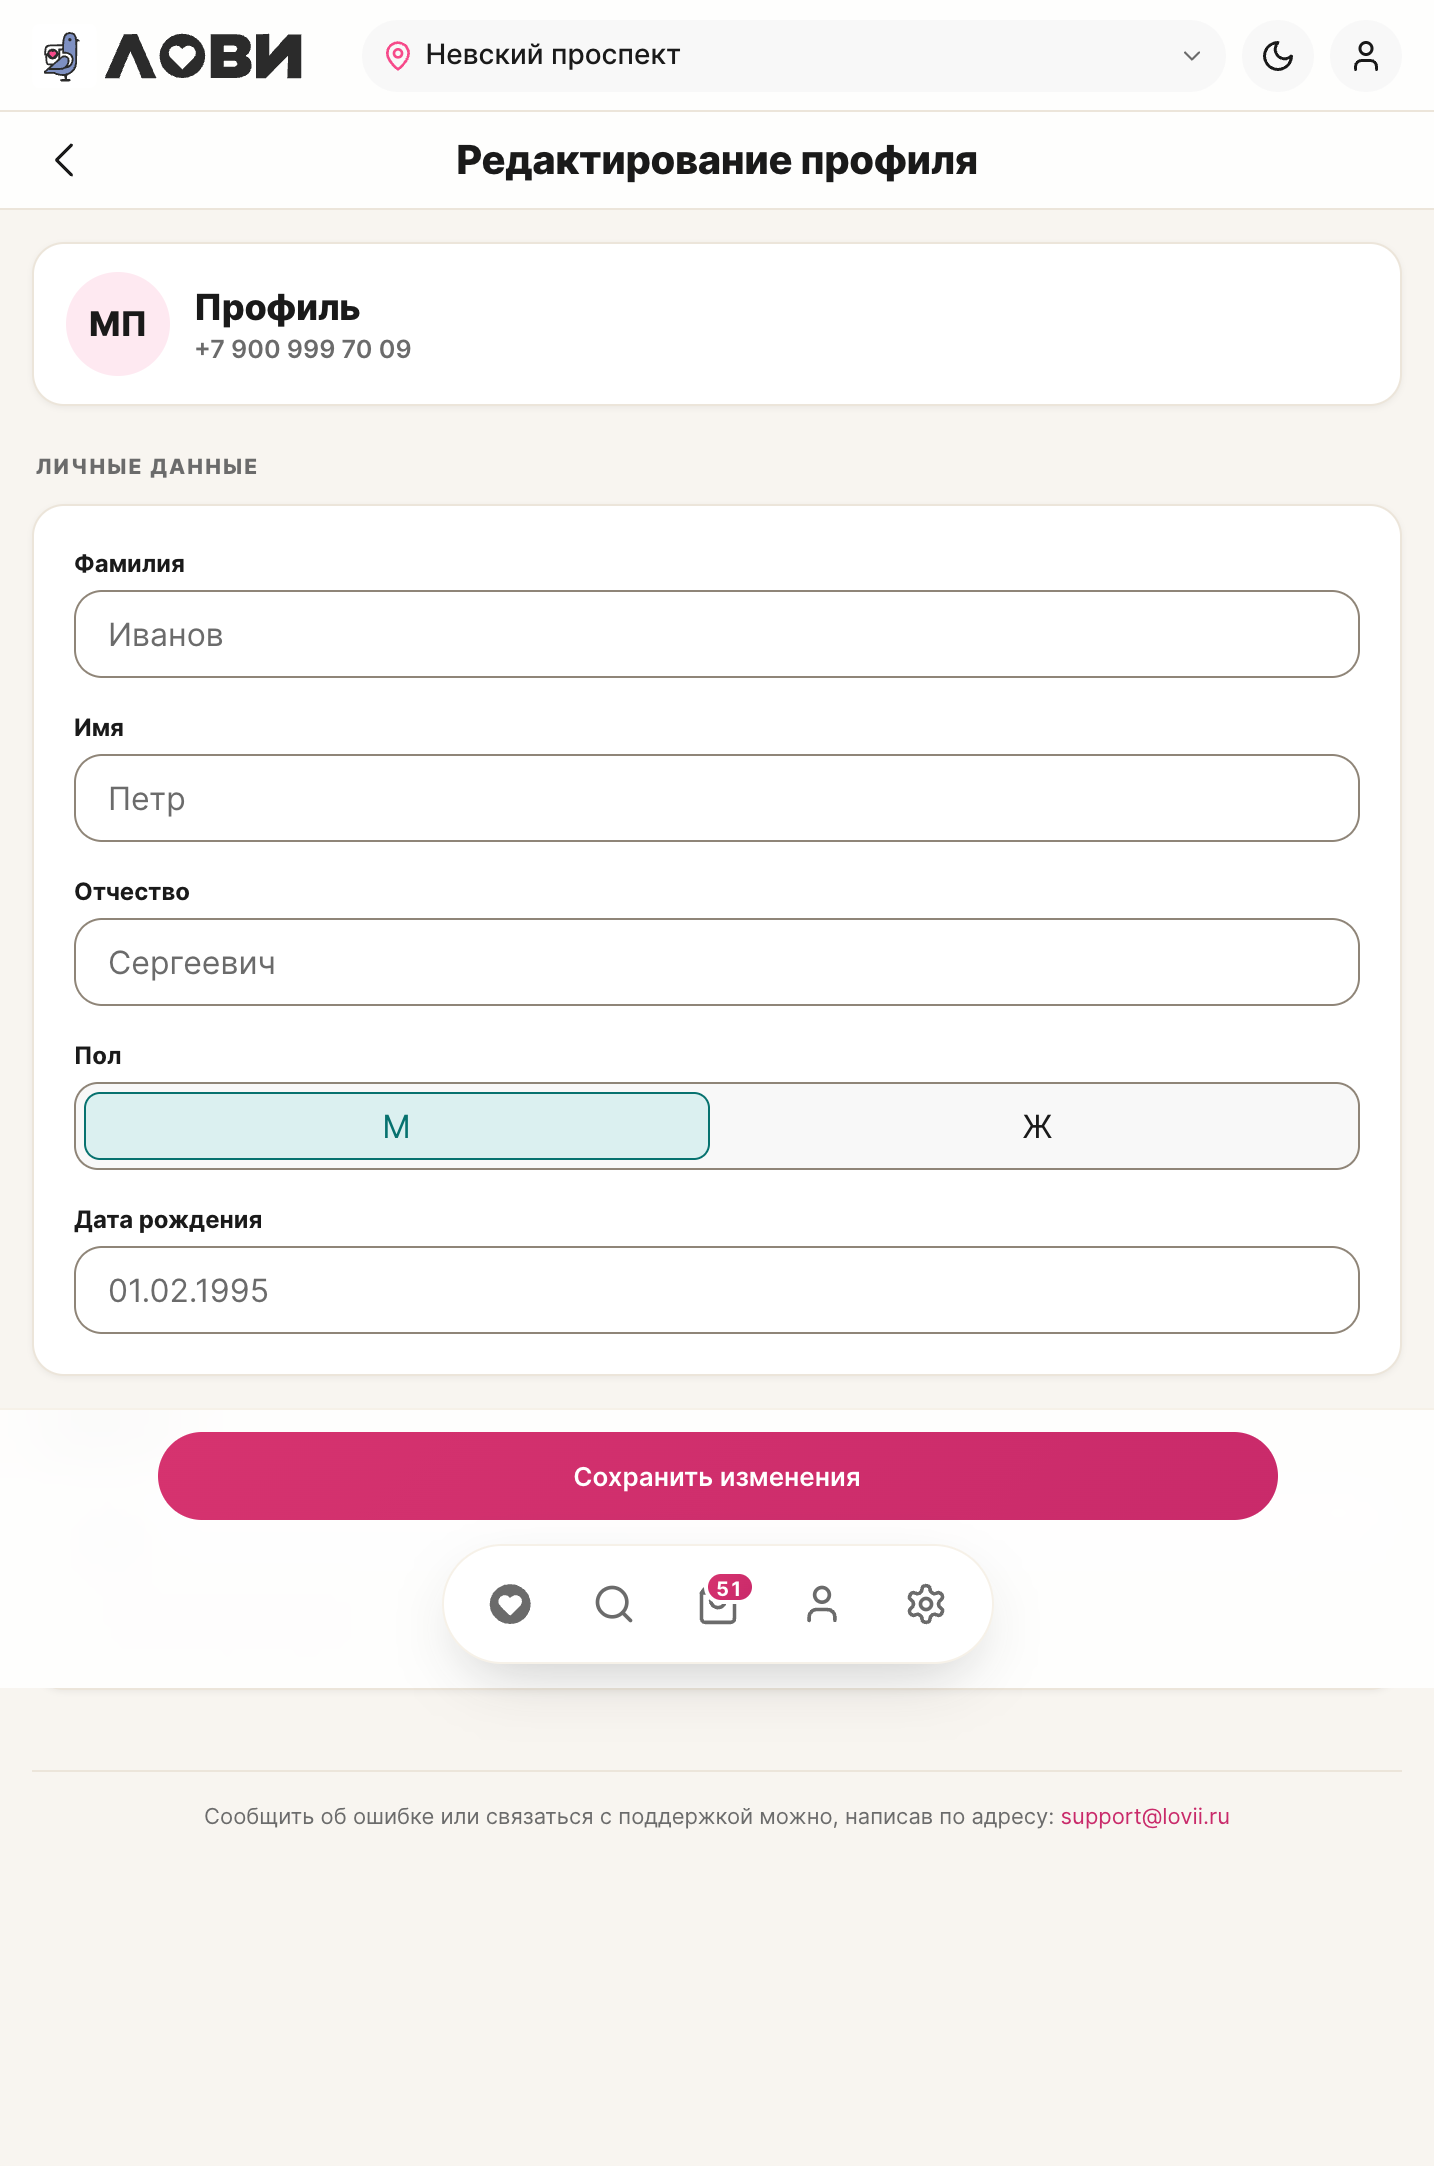 ЛОВИ
Невский проспект
Редактирование профиля
МП
Профиль
+7 900 999 70 09
ЛИЧНЫЕ ДАННЫЕ
Фамилия
Иванов
Имя
Петр
Отчество
Сергеевич
Пол
М
Ж
Дата рождения
01.02.1995
Сохранить изменения
51
Сообщить об ошибке или связаться с поддержкой можно, написав по адресу: support@lovii.ru